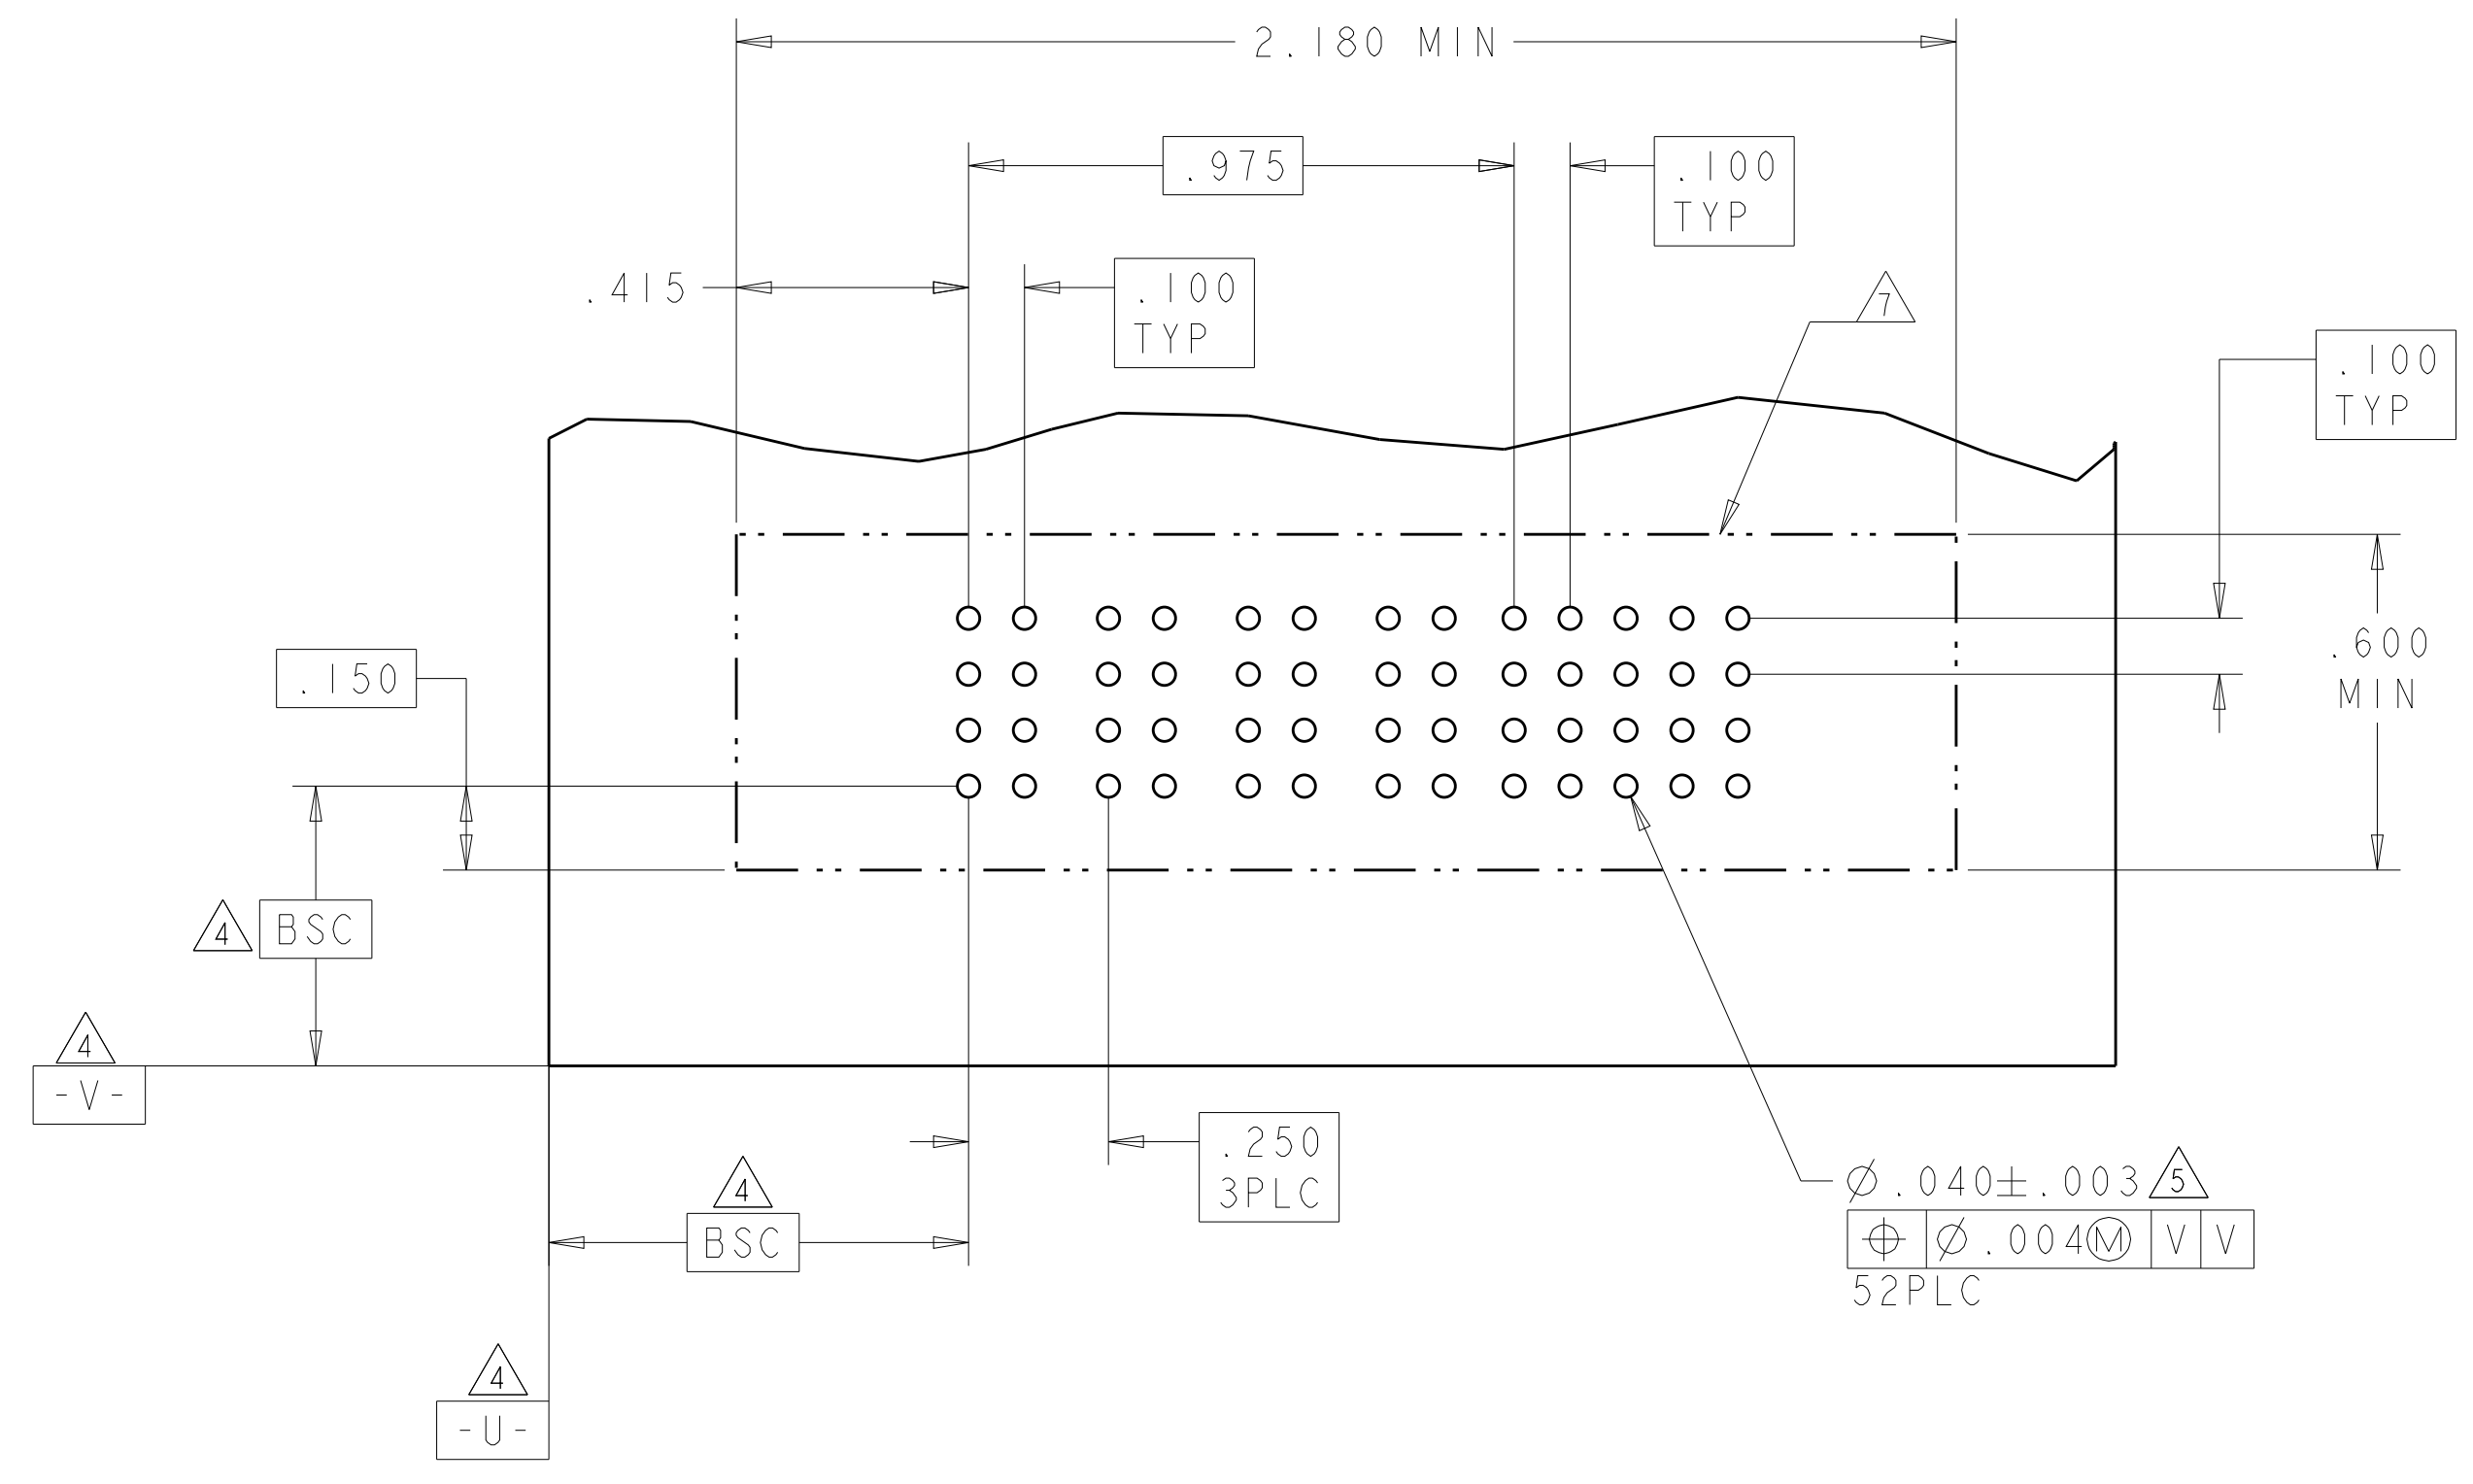 2.180 MIN
.975
.100
TYP
.415
.100
TYP
7
.100
TYP
.600
MIN
.150
4
BSC
4
-V-
.250
3PLC
4
BSC
⌀.040±.003
5
⌖ ⌀.004Ⓜ V V
52PLC
4
-U-